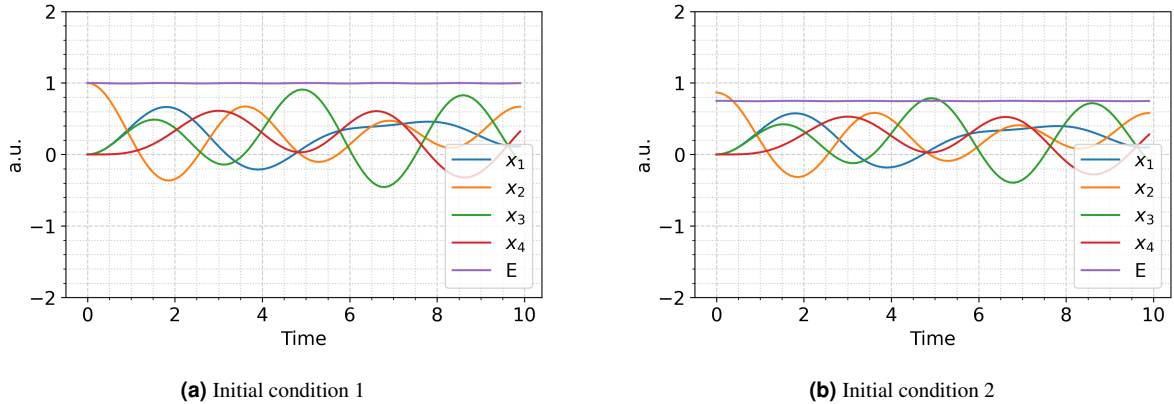 2
1
0
−1
−2
a.u.
0
2
4
6
8
10
Time
x₁
x₂
x₃
x₄
E
(a) Initial condition 1
2
1
0
−1
−2
a.u.
0
2
4
6
8
10
Time
x₁
x₂
x₃
x₄
E
(b) Initial condition 2